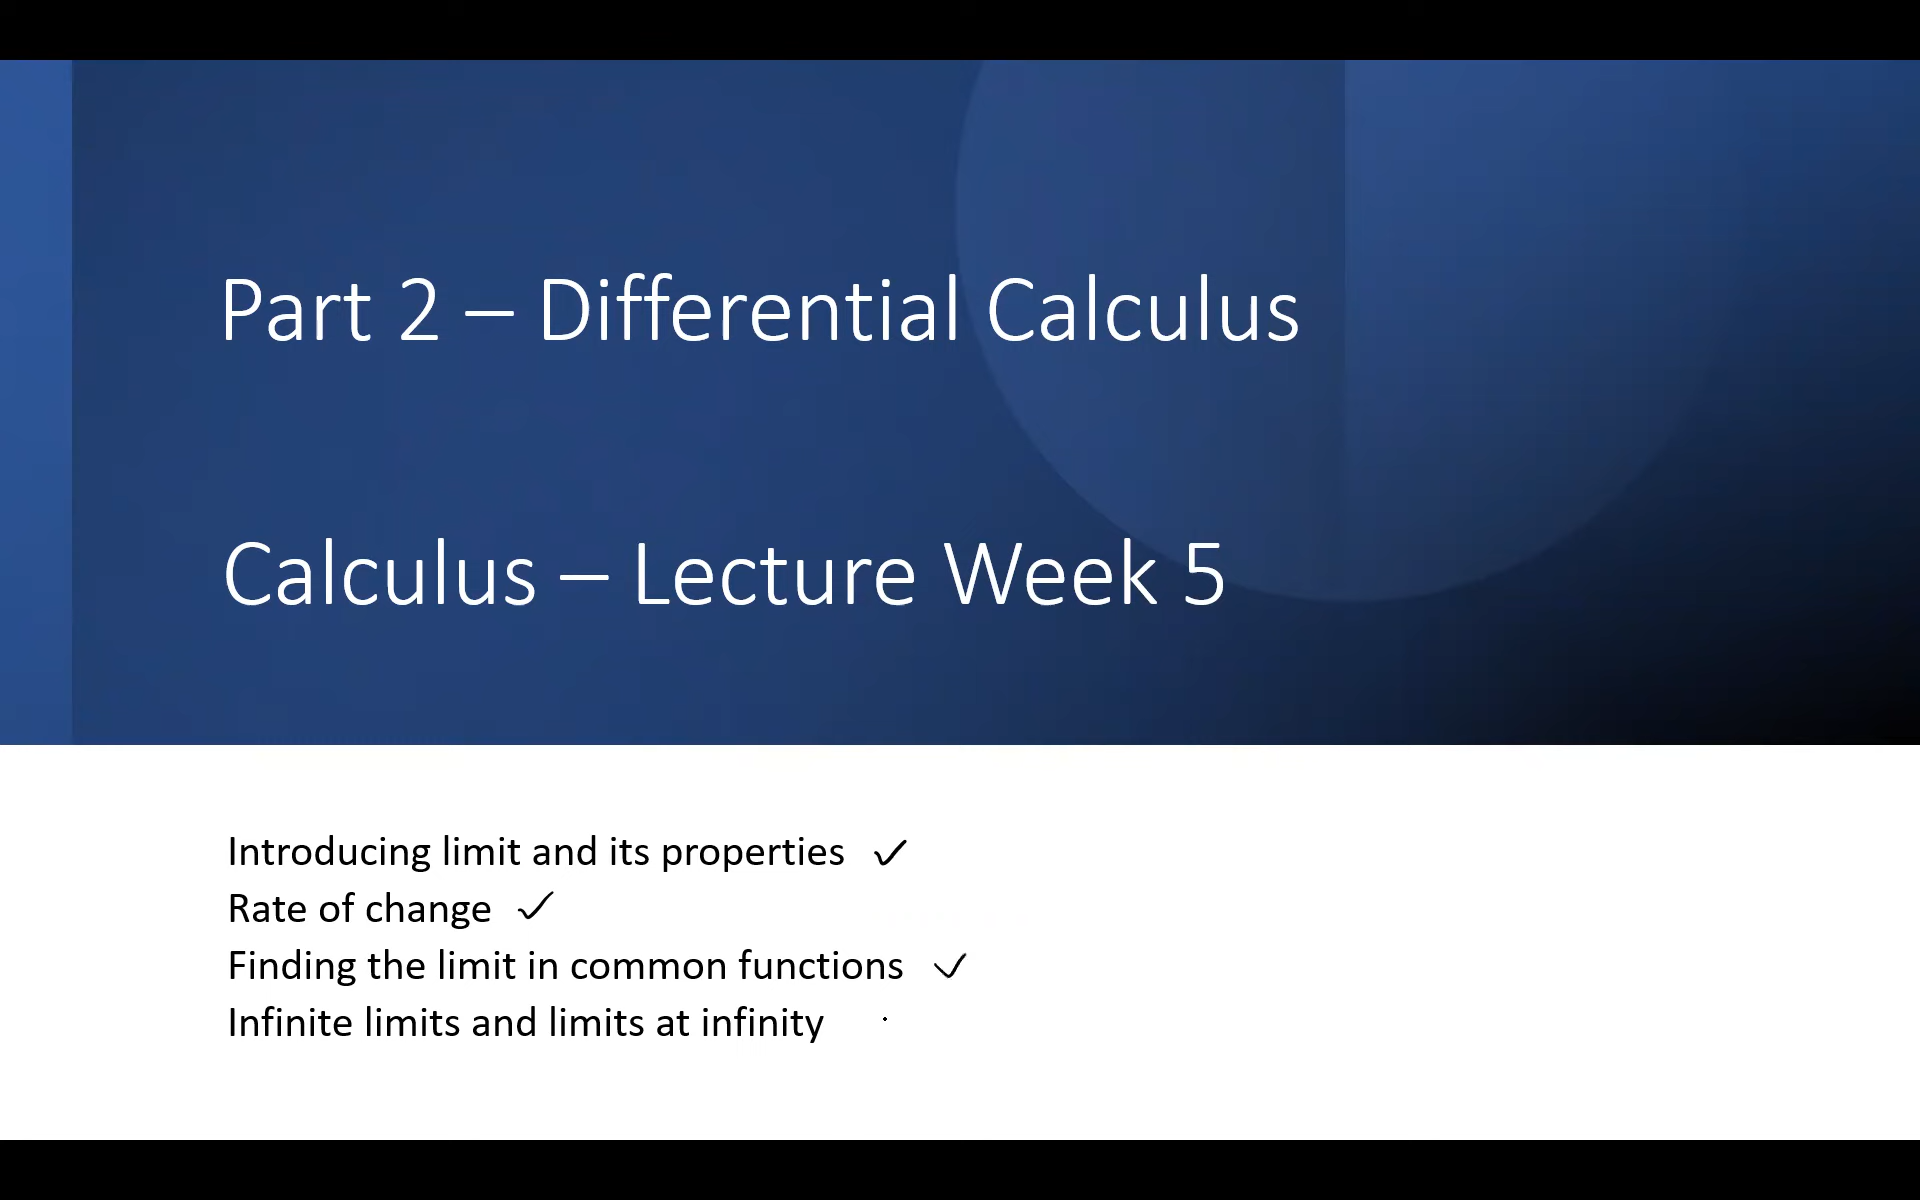 Part 2 – Differential Calculus
Calculus – Lecture Week 5
Introducing limit and its properties ✓
Rate of change ✓
Finding the limit in common functions ✓
Infinite limits and limits at infinity